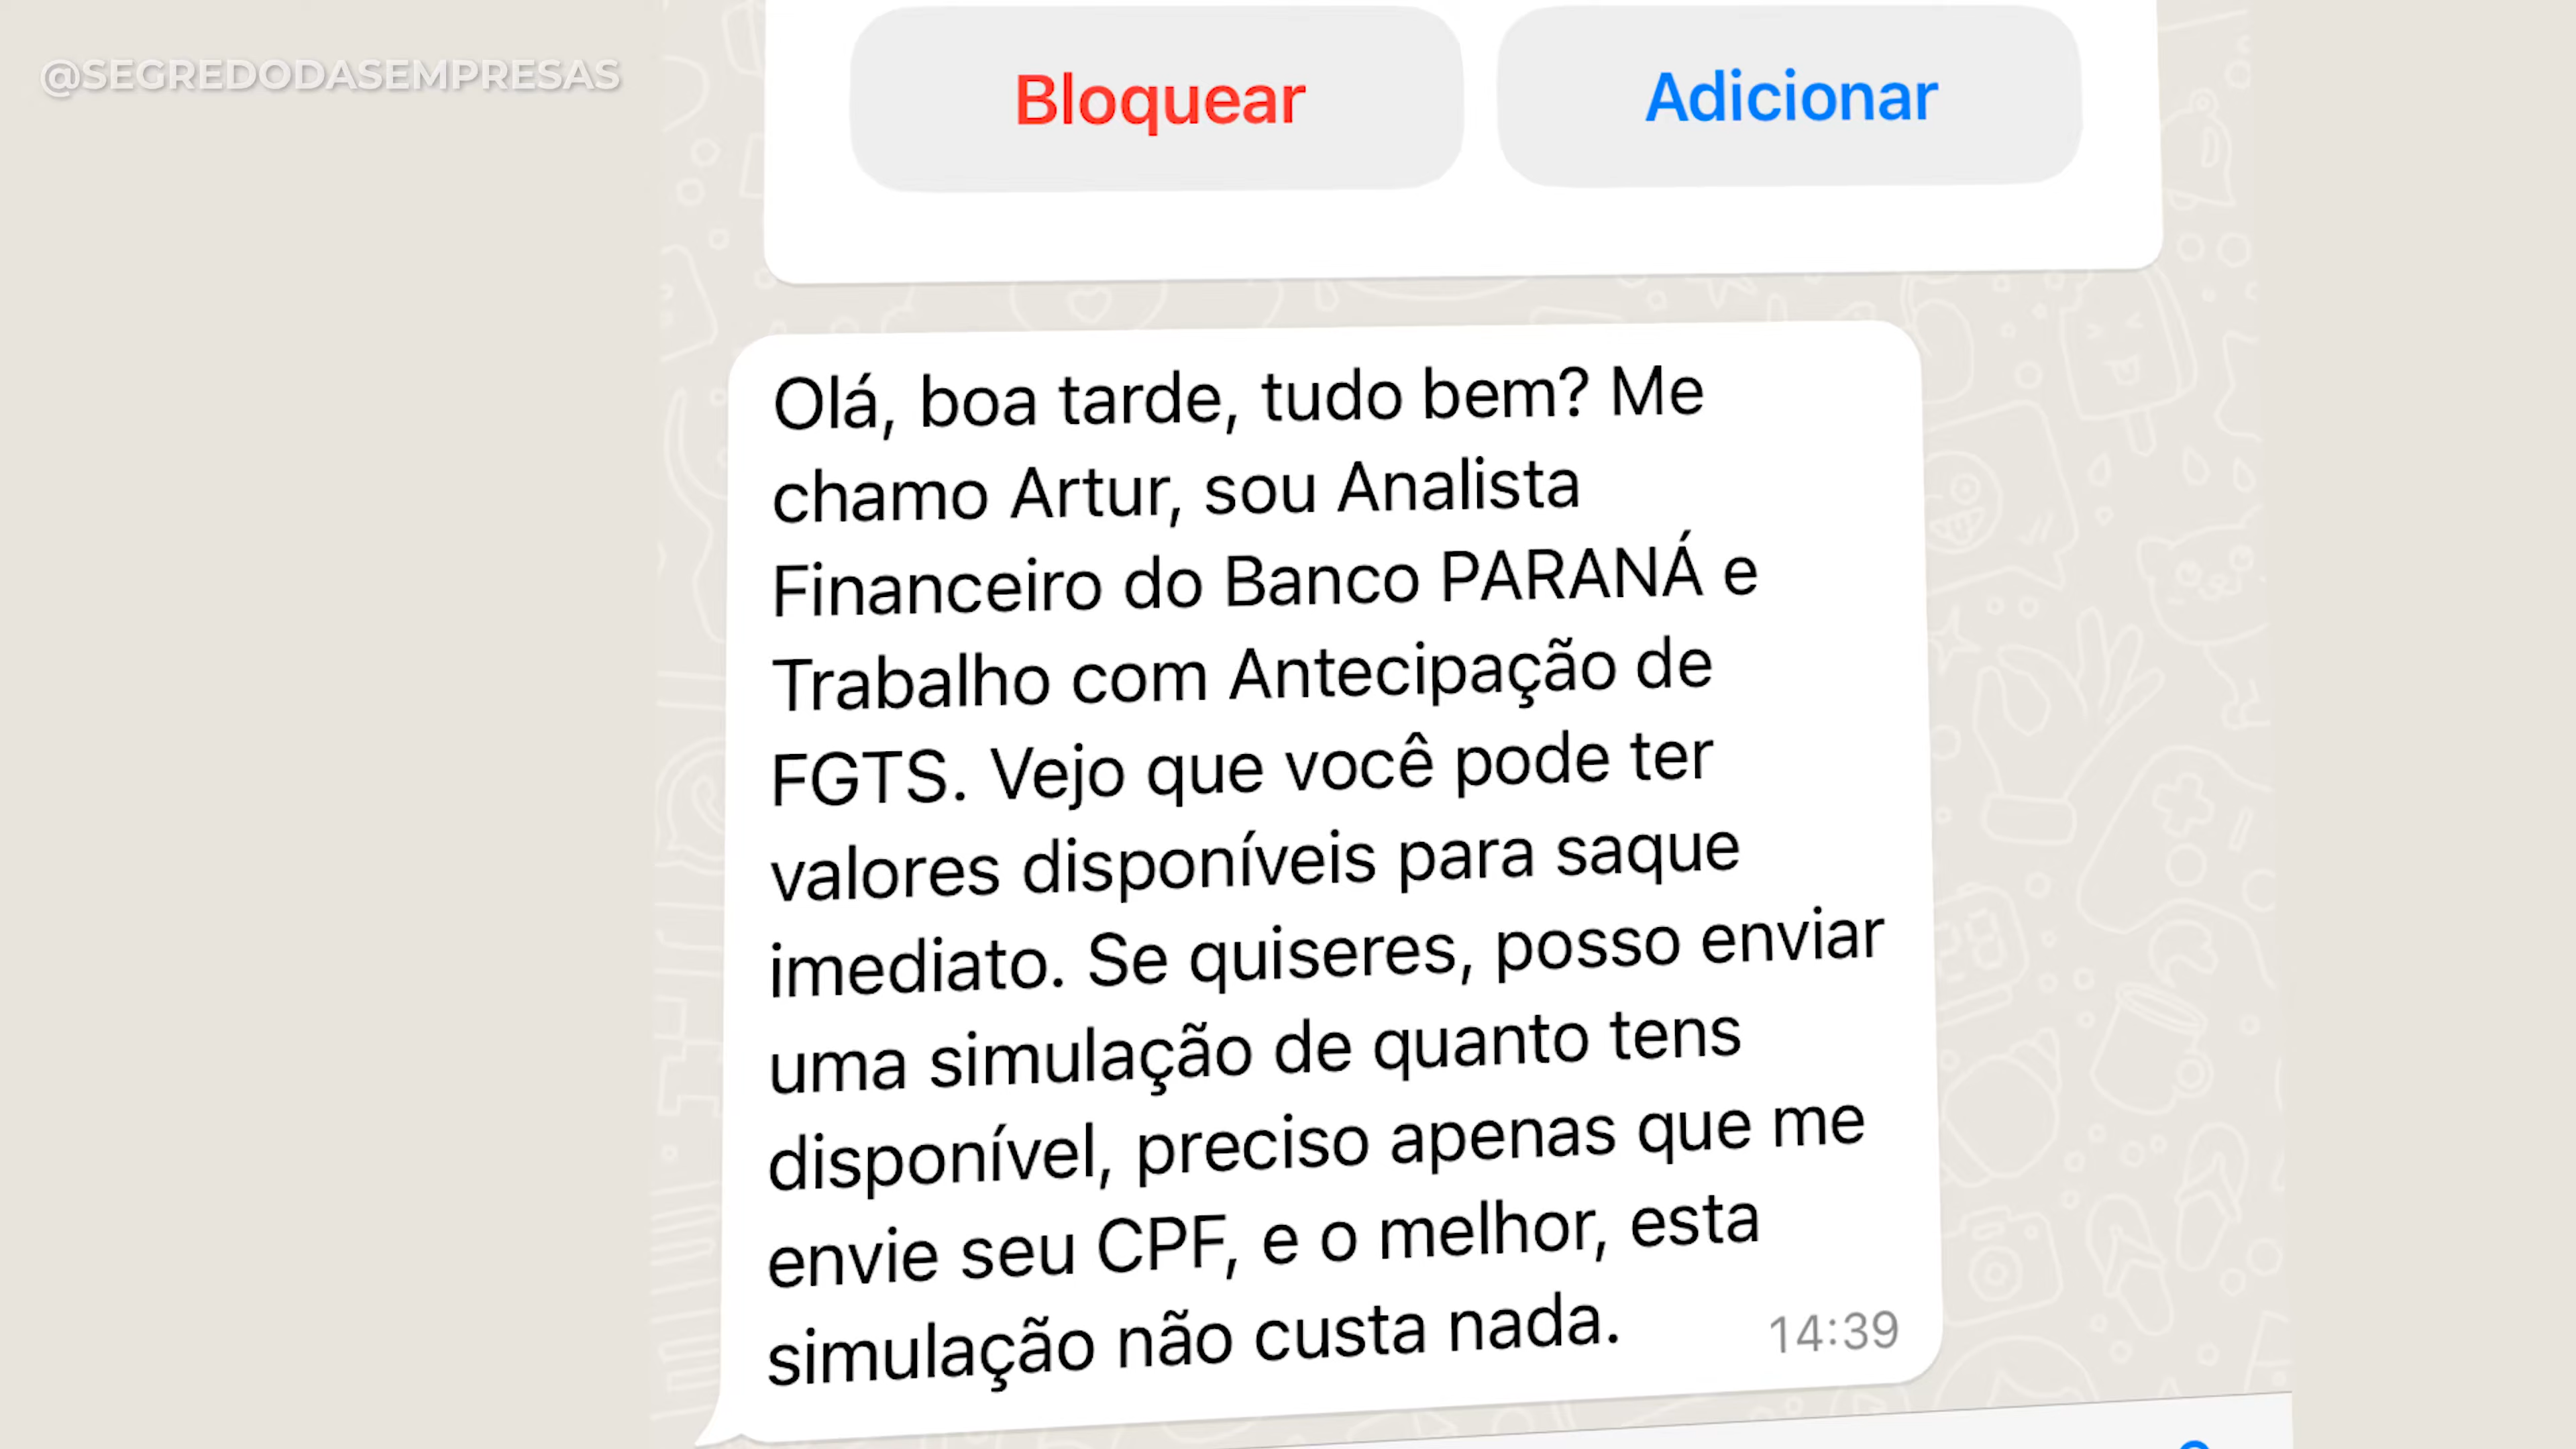 @SEGREDODASEMPRESAS
Bloquear
Adicionar
Olá, boa tarde, tudo bem? Me
chamo Artur, sou Analista
Financeiro do Banco PARANÁ e
Trabalho com Antecipação de
FGTS. Vejo que você pode ter
valores disponíveis para saque
imediato. Se quiseres, posso enviar
uma simulação de quanto tens
disponível, preciso apenas que me
envie seu CPF, e o melhor, esta
simulação não custa nada.
14:39